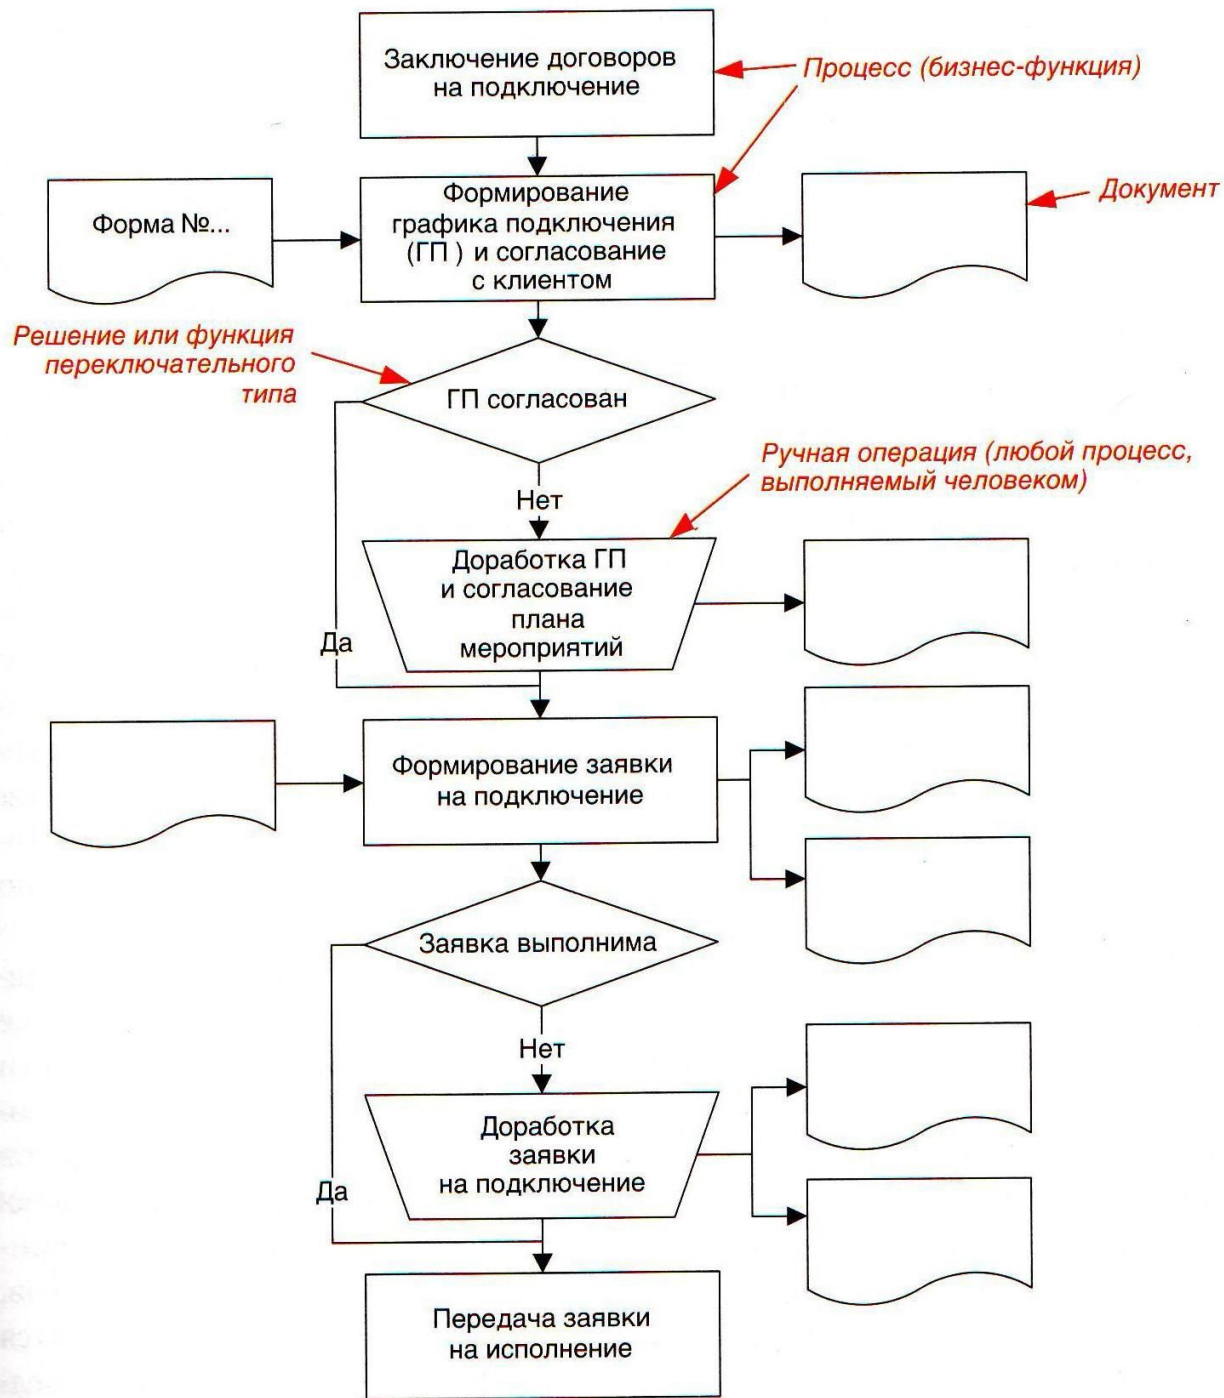 Заключение договоров
на подключение
Процесс (бизнес-функция)
Форма №...
Формирование
графика подключения
(ГП ) и согласование
с клиентом
Документ
Решение или функция
переключательного
типа
ГП согласован
Ручная операция (любой процесс,
выполняемый человеком)
Нет
Доработка ГП
и согласование
плана
мероприятий
Да
Формирование заявки
на подключение
Заявка выполнима
Нет
Доработка
заявки
на подключение
Да
Передача заявки
на исполнение